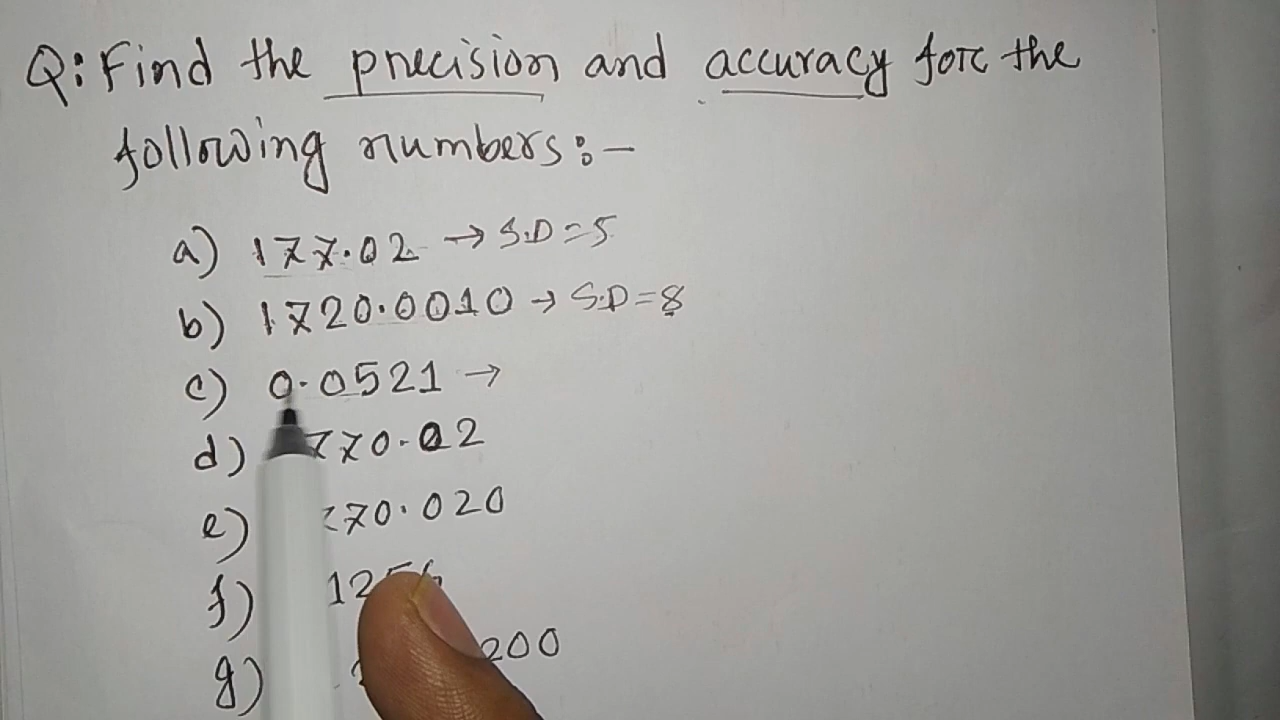 Q: Find the precision and accuracy for the
following numbers:-
a) 177.02 → S.D = 5
b) 1720.0010 → S.D = 8
c) 0.0521 →
d) 770.02
e) 70.020
f)
g) 200